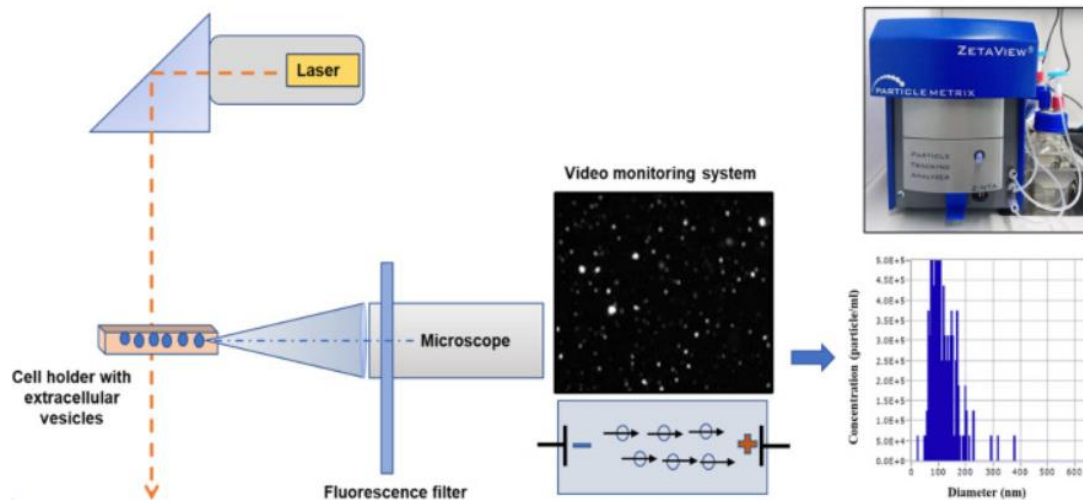 Laser
ZETAVIEW®
PARTICLE METRIX
PARTICLE
TRACKING
ANALYZER
Video monitoring system
Microscope
Cell holder with
extracellular
vesicles
Fluorescence filter
Concentration (particle/ml)
5.0E+5
4.5E+5
4.0E+5
3.5E+5
3.0E+5
2.5E+5
2.0E+5
1.5E+5
1.0E+5
5.0E+4
0.0E+0
0 100 200 300 400 500
Diameter (nm)